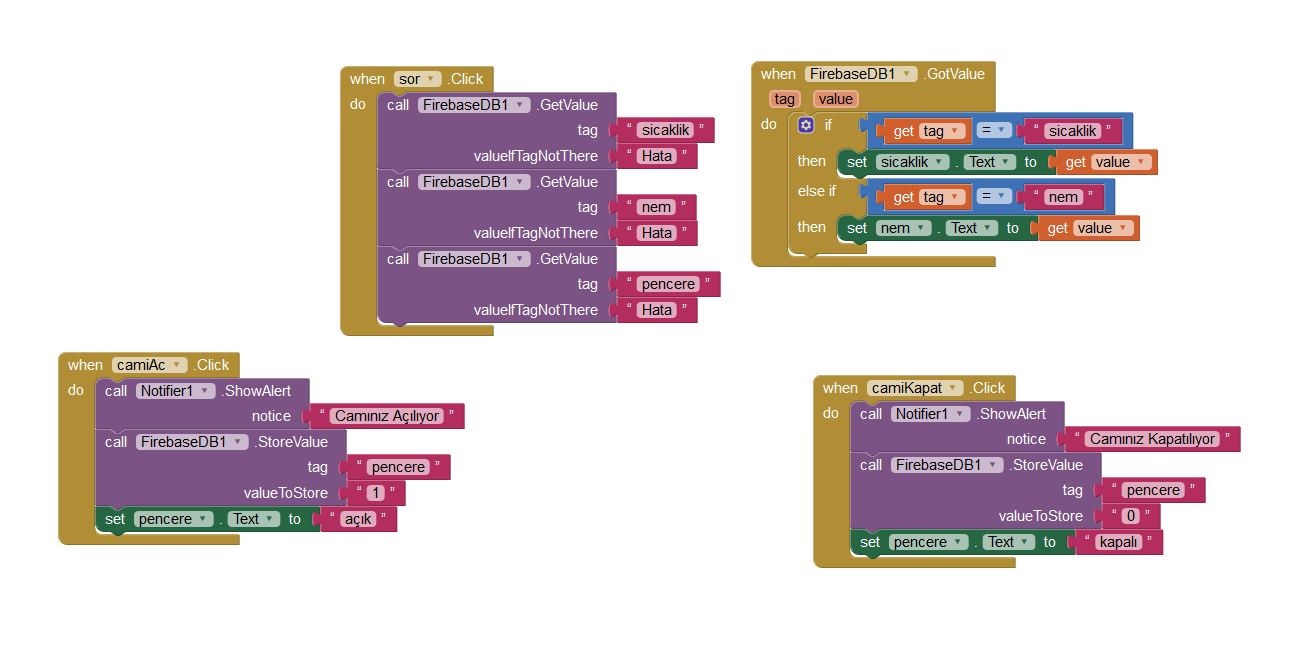 when sor .Click
do call FirebaseDB1 .GetValue
tag “ sicaklik ”
valueIfTagNotThere “ Hata ”
call FirebaseDB1 .GetValue
tag “ nem ”
valueIfTagNotThere “ Hata ”
call FirebaseDB1 .GetValue
tag “ pencere ”
valueIfTagNotThere “ Hata ”
when FirebaseDB1 .GotValue
tag value
do if get tag = “ sicaklik ”
then set sicaklik . Text to get value
else if get tag = “ nem ”
then set nem . Text to get value
when camiAc .Click
do call Notifier1 .ShowAlert
notice “ Camınız Açılıyor ”
call FirebaseDB1 .StoreValue
tag “ pencere ”
valueToStore “ 1 ”
set pencere . Text to “ açık ”
when camiKapat .Click
do call Notifier1 .ShowAlert
notice “ Camınız Kapatılıyor ”
call FirebaseDB1 .StoreValue
tag “ pencere ”
valueToStore “ 0 ”
set pencere . Text to “ kapalı ”